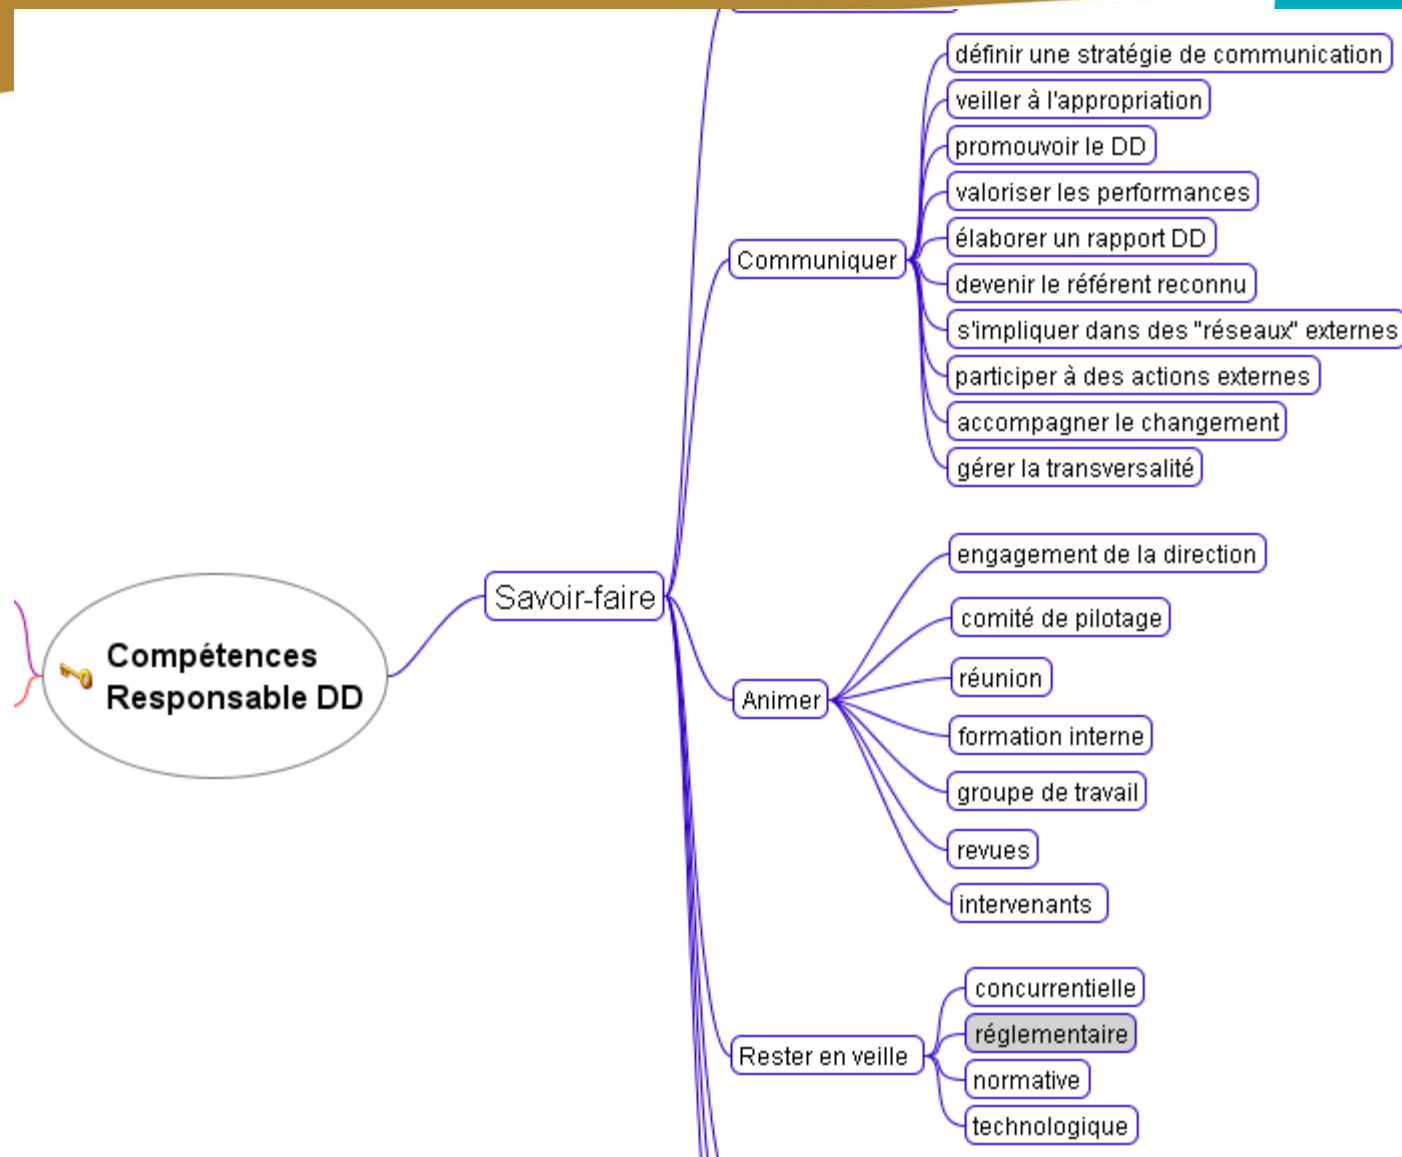 définir une stratégie de communication
veiller à l'appropriation
promouvoir le DD
valoriser les performances
élaborer un rapport DD
Communiquer
devenir le référent reconnu
s'impliquer dans des "réseaux" externes
participer à des actions externes
accompagner le changement
gérer la transversalité
engagement de la direction
Savoir-faire
comité de pilotage
Compétences
Responsable DD
réunion
Animer
formation interne
groupe de travail
revues
intervenants
concurrentielle
réglementaire
Rester en veille
normative
technologique